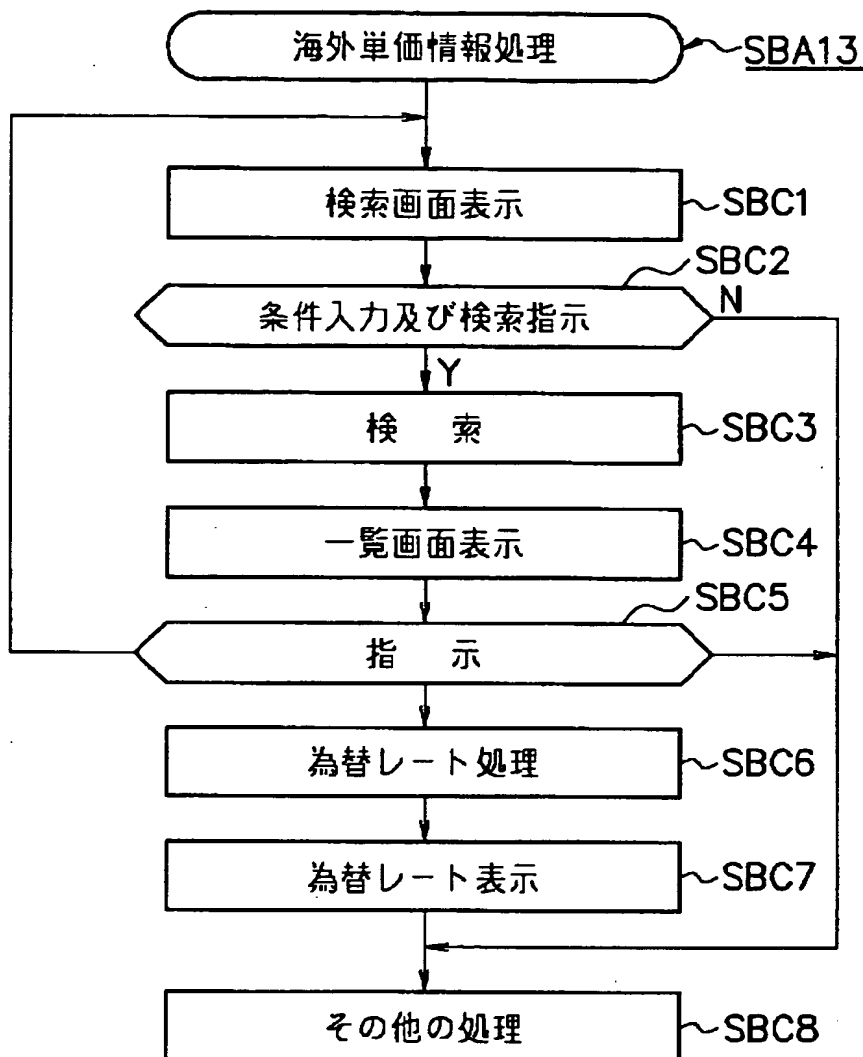 海外単価情報処理
SBA13
検索画面表示
SBC1
SBC2
条件入力及び検索指示
N
Y
検 索
SBC3
一覧画面表示
SBC4
SBC5
指 示
為替レート処理
SBC6
為替レート表示
SBC7
その他の処理
SBC8